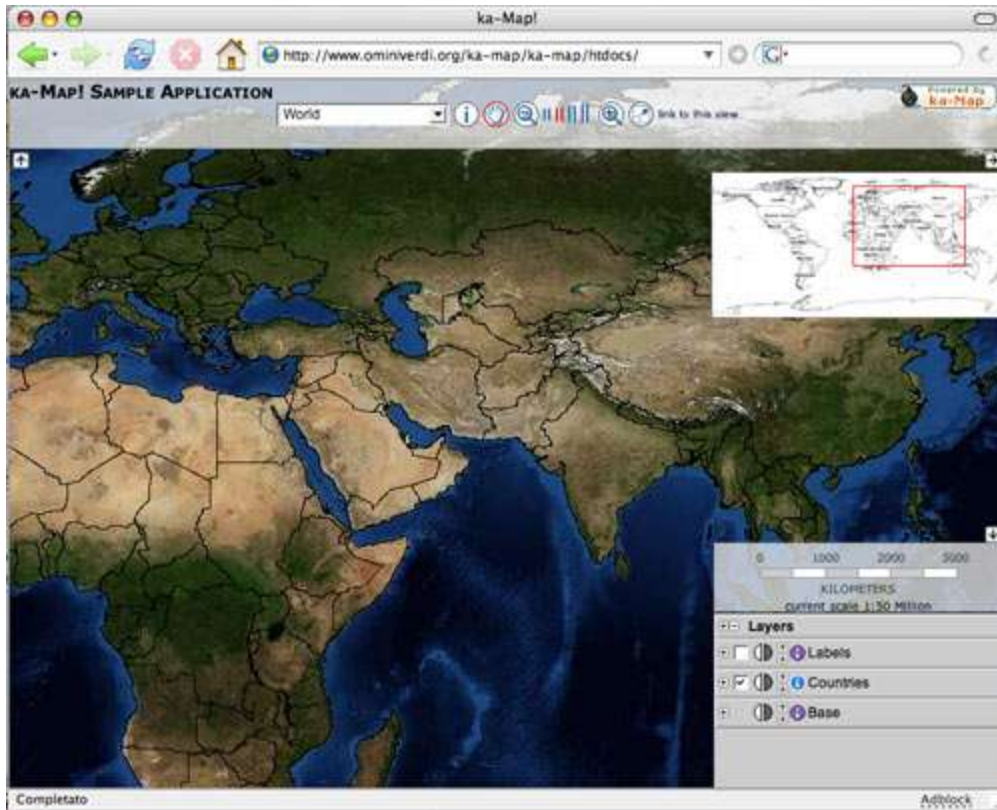 ka-Map!
http://www.ominiverdi.org/ka-map/ka-map/htdocs/
G
KA-MAP! SAMPLE APPLICATION
World
link to this view
Powered by
ka-Map
0 1000 2000 3000
KILOMETERS
current scale 1:50 Million
Layers
Labels
Countries
Base
Completato
Adblock